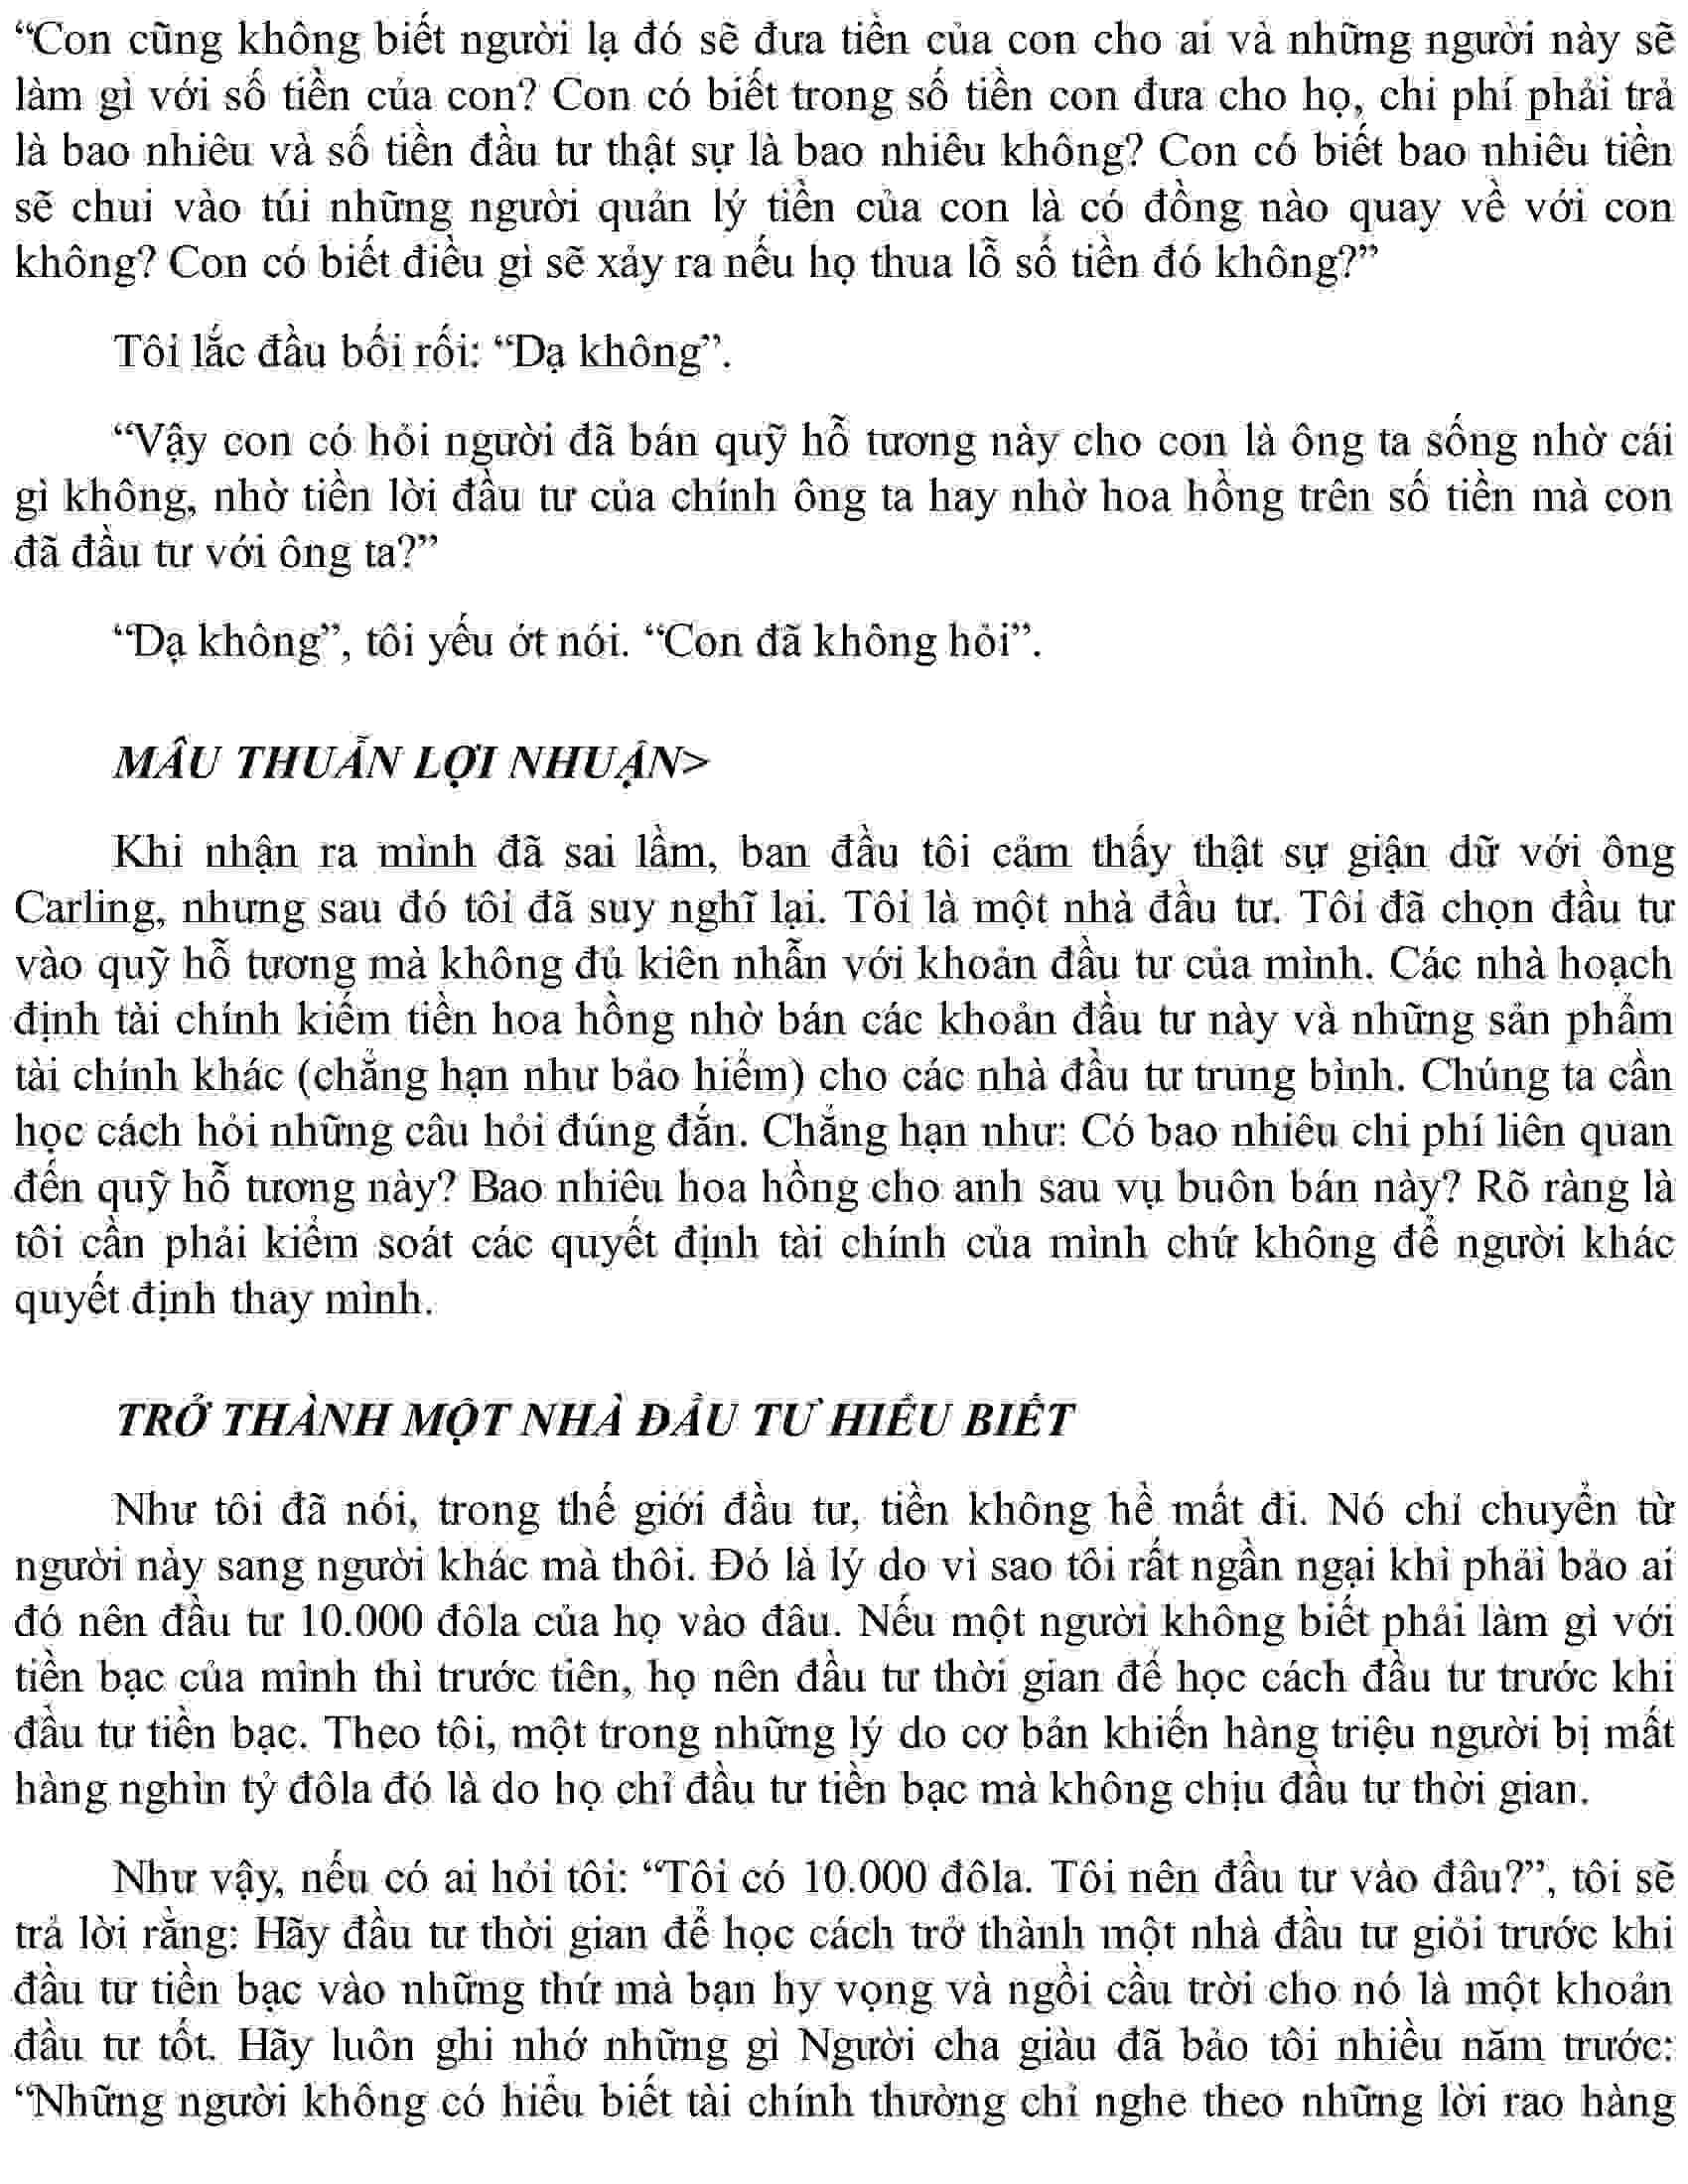 “Con cũng không biết người lạ đó sẽ đưa tiền của con cho ai và những người này sẽ
làm gì với số tiền của con? Con có biết trong số tiền con đưa cho họ, chi phí phải trả
là bao nhiêu và số tiền đầu tư thật sự là bao nhiêu không? Con có biết bao nhiêu tiền
sẽ chui vào túi những người quản lý tiền của con là có đồng nào quay về với con
không? Con có biết điều gì sẽ xảy ra nếu họ thua lỗ số tiền đó không?”
Tôi lắc đầu bối rối: “Dạ không”.
“Vậy con có hỏi người đã bán quỹ hỗ tương này cho con là ông ta sống nhờ cái
gì không, nhờ tiền lời đầu tư của chính ông ta hay nhờ hoa hồng trên số tiền mà con
đã đầu tư với ông ta?”
“Dạ không”, tôi yếu ớt nói. “Con đã không hỏi”.
MÂU THUẪN LỢI NHUẬN>
Khi nhận ra mình đã sai lầm, ban đầu tôi cảm thấy thật sự giận dữ với ông
Carling, nhưng sau đó tôi đã suy nghĩ lại. Tôi là một nhà đầu tư. Tôi đã chọn đầu tư
vào quỹ hỗ tương mà không đủ kiên nhẫn với khoản đầu tư của mình. Các nhà hoạch
định tài chính kiếm tiền hoa hồng nhờ bán các khoản đầu tư này và những sản phẩm
tài chính khác (chẳng hạn như bảo hiểm) cho các nhà đầu tư trung bình. Chúng ta cần
học cách hỏi những câu hỏi đúng đắn. Chẳng hạn như: Có bao nhiêu chi phí liên quan
đến quỹ hỗ tương này? Bao nhiêu hoa hồng cho anh sau vụ buôn bán này? Rõ ràng là
tôi cần phải kiểm soát các quyết định tài chính của mình chứ không để người khác
quyết định thay mình.
TRỞ THÀNH MỘT NHÀ ĐẦU TƯ HIỂU BIẾT
Như tôi đã nói, trong thế giới đầu tư, tiền không hề mất đi. Nó chỉ chuyển từ
người này sang người khác mà thôi. Đó là lý do vì sao tôi rất ngần ngại khi phải bảo ai
đó nên đầu tư 10.000 đôla của họ vào đâu. Nếu một người không biết phải làm gì với
tiền bạc của mình thì trước tiên, họ nên đầu tư thời gian để học cách đầu tư trước khi
đầu tư tiền bạc. Theo tôi, một trong những lý do cơ bản khiến hàng triệu người bị mất
hàng nghìn tỷ đôla đó là do họ chỉ đầu tư tiền bạc mà không chịu đầu tư thời gian.
Như vậy, nếu có ai hỏi tôi: “Tôi có 10.000 đôla. Tôi nên đầu tư vào đâu?”, tôi sẽ
trả lời rằng: Hãy đầu tư thời gian để học cách trở thành một nhà đầu tư giỏi trước khi
đầu tư tiền bạc vào những thứ mà bạn hy vọng và ngồi cầu trời cho nó là một khoản
đầu tư tốt. Hãy luôn ghi nhớ những gì Người cha giàu đã bảo tôi nhiều năm trước:
“Những người không có hiểu biết tài chính thường chỉ nghe theo những lời rao hàng